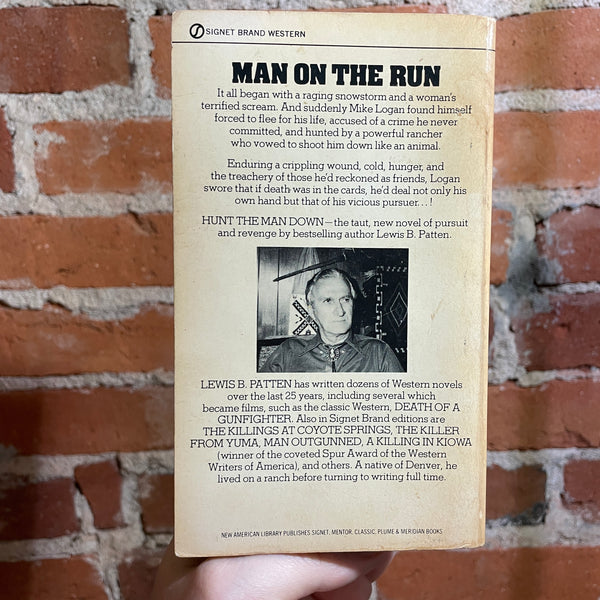 SIGNET BRAND WESTERN
MAN ON THE RUN
It all began with a raging snowstorm and a woman's
terrified scream. And suddenly Mike Logan found himself
forced to flee for his life, accused of a crime he never
committed, and hunted by a powerful rancher
who vowed to shoot him down like an animal.
Enduring a crippling wound, cold, hunger, and
the treachery of those he'd reckoned as friends, Logan
swore that if death was in the cards, he'd deal not only his
own hand but that of his vicious pursuer...!
HUNT THE MAN DOWN—the taut, new novel of pursuit
and revenge by bestselling author Lewis B. Patten.
LEWIS B. PATTEN has written dozens of Western novels
over the last 25 years, including several which
became films, such as the classic Western, DEATH OF A
GUNFIGHTER. Also in Signet Brand editions are
THE KILLINGS AT COYOTE SPRINGS, THE KILLER
FROM YUMA, MAN OUTGUNNED, A KILLING IN KIOWA
(winner of the coveted Spur Award of the Western
Writers of America), and others. A native of Denver, he
lived on a ranch before turning to writing full time.
NEW AMERICAN LIBRARY PUBLISHES SIGNET, MENTOR, CLASSIC, PLUME & MERIDIAN BOOKS